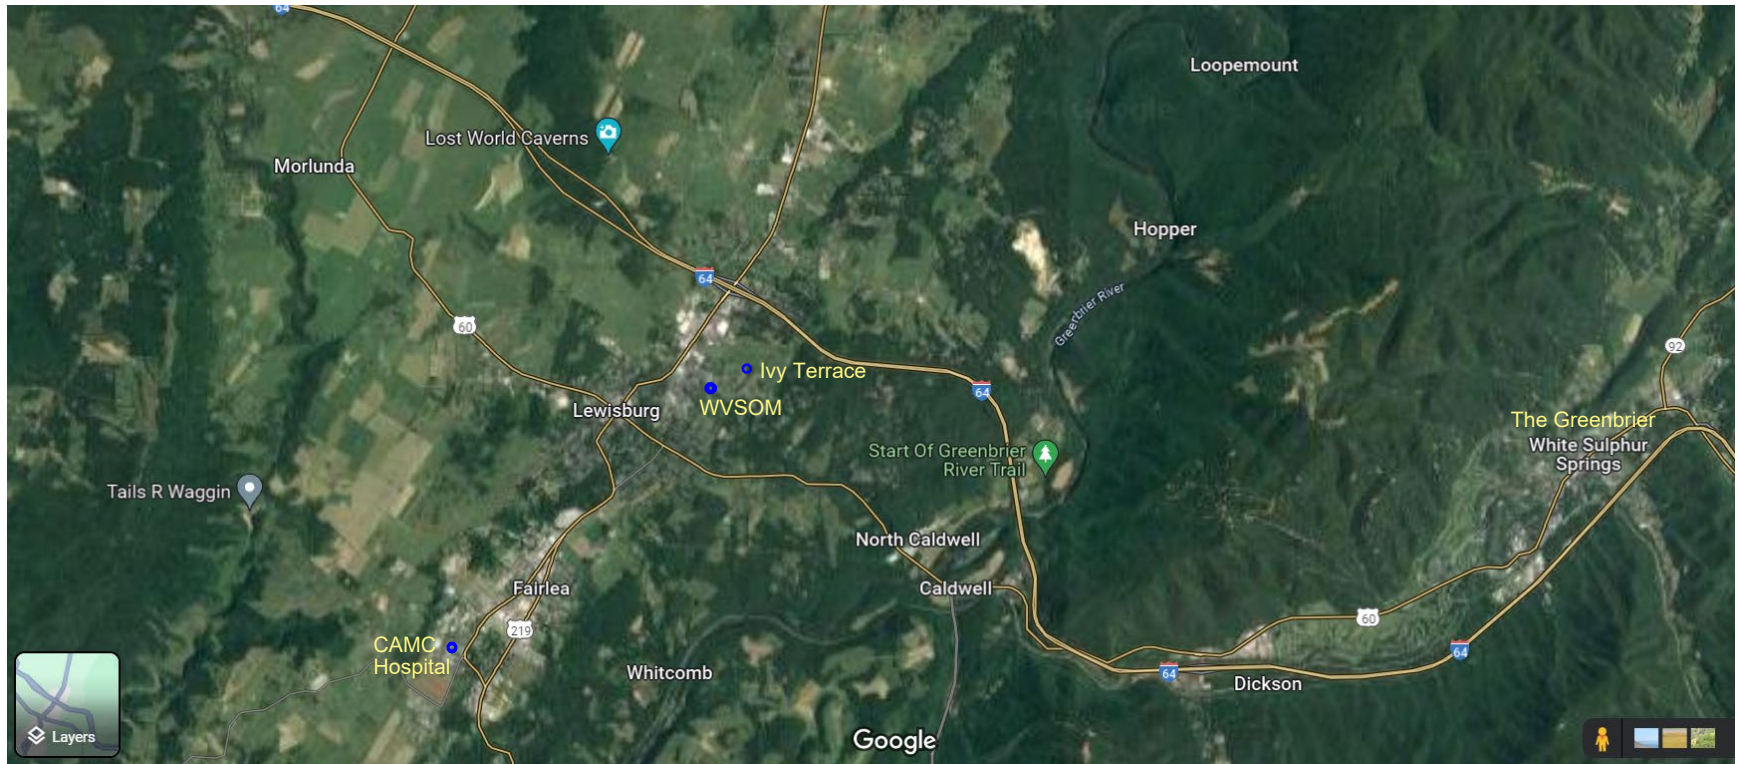 64
Loopemount
Lost World Caverns
Morlunda
Hopper
64
Greenbrier River
60
92
Ivy Terrace
64
WVSOM
Lewisburg
The Greenbrier
White Sulphur
Springs
Start Of Greenbrier
River Trail
Tails R Waggin
North Caldwell
Fairlea
Caldwell
60
219
CAMC
Hospital
64
Whitcomb
64
Dickson
Layers
Google